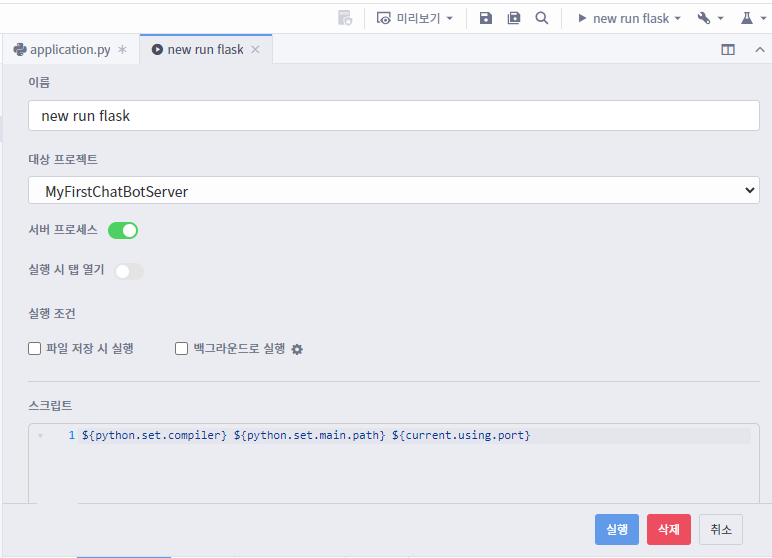 미리보기 new run flask
application.py new run flask
이름
new run flask
대상 프로젝트
MyFirstChatBotServer
서버 프로세스
실행 시 탭 열기
실행 조건
파일 저장 시 실행 백그라운드로 실행
스크립트
1 ${python.set.compiler} ${python.set.main.path} ${current.using.port}
실행 삭제 취소